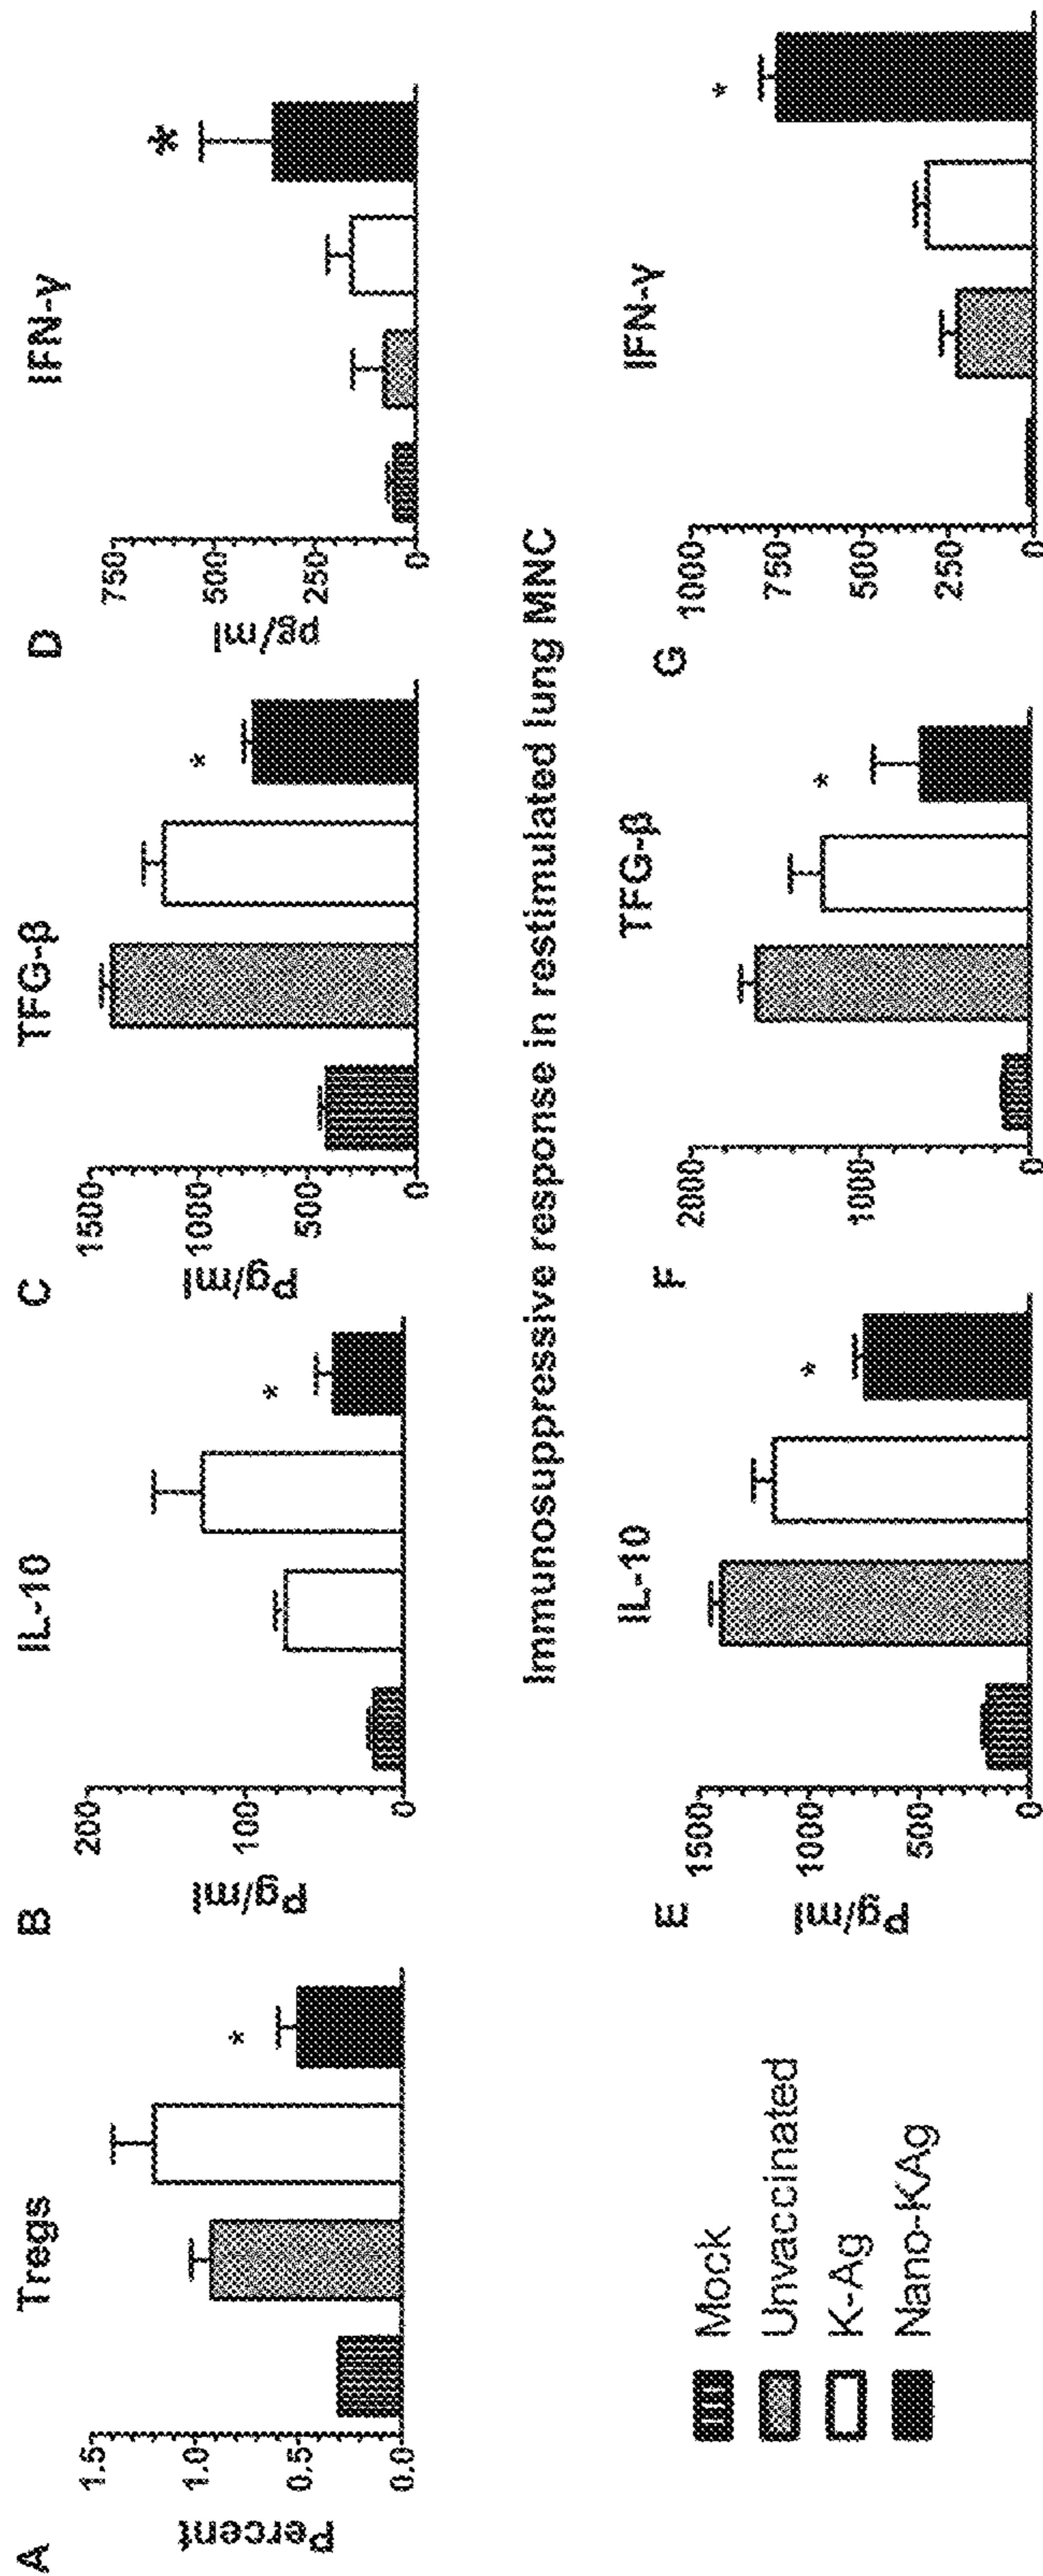 A
Tregs
Percent
1.5
1.0
0.5
0.0
*
B
IL-10
Pg/ml
200
100
0
*
C
TFG-β
Pg/ml
1500
1000
500
0
*
D
IFN-γ
pg/ml
750
500
250
0
*
Immunosuppressive response in restimulated lung MNC
Mock
Unvaccinated
K-Ag
Nano-KAg
E
IL-10
Pg/ml
1500
1000
500
0
*
F
TFG-β
2000
1000
0
*
G
IFN-γ
1000
750
500
250
0
*